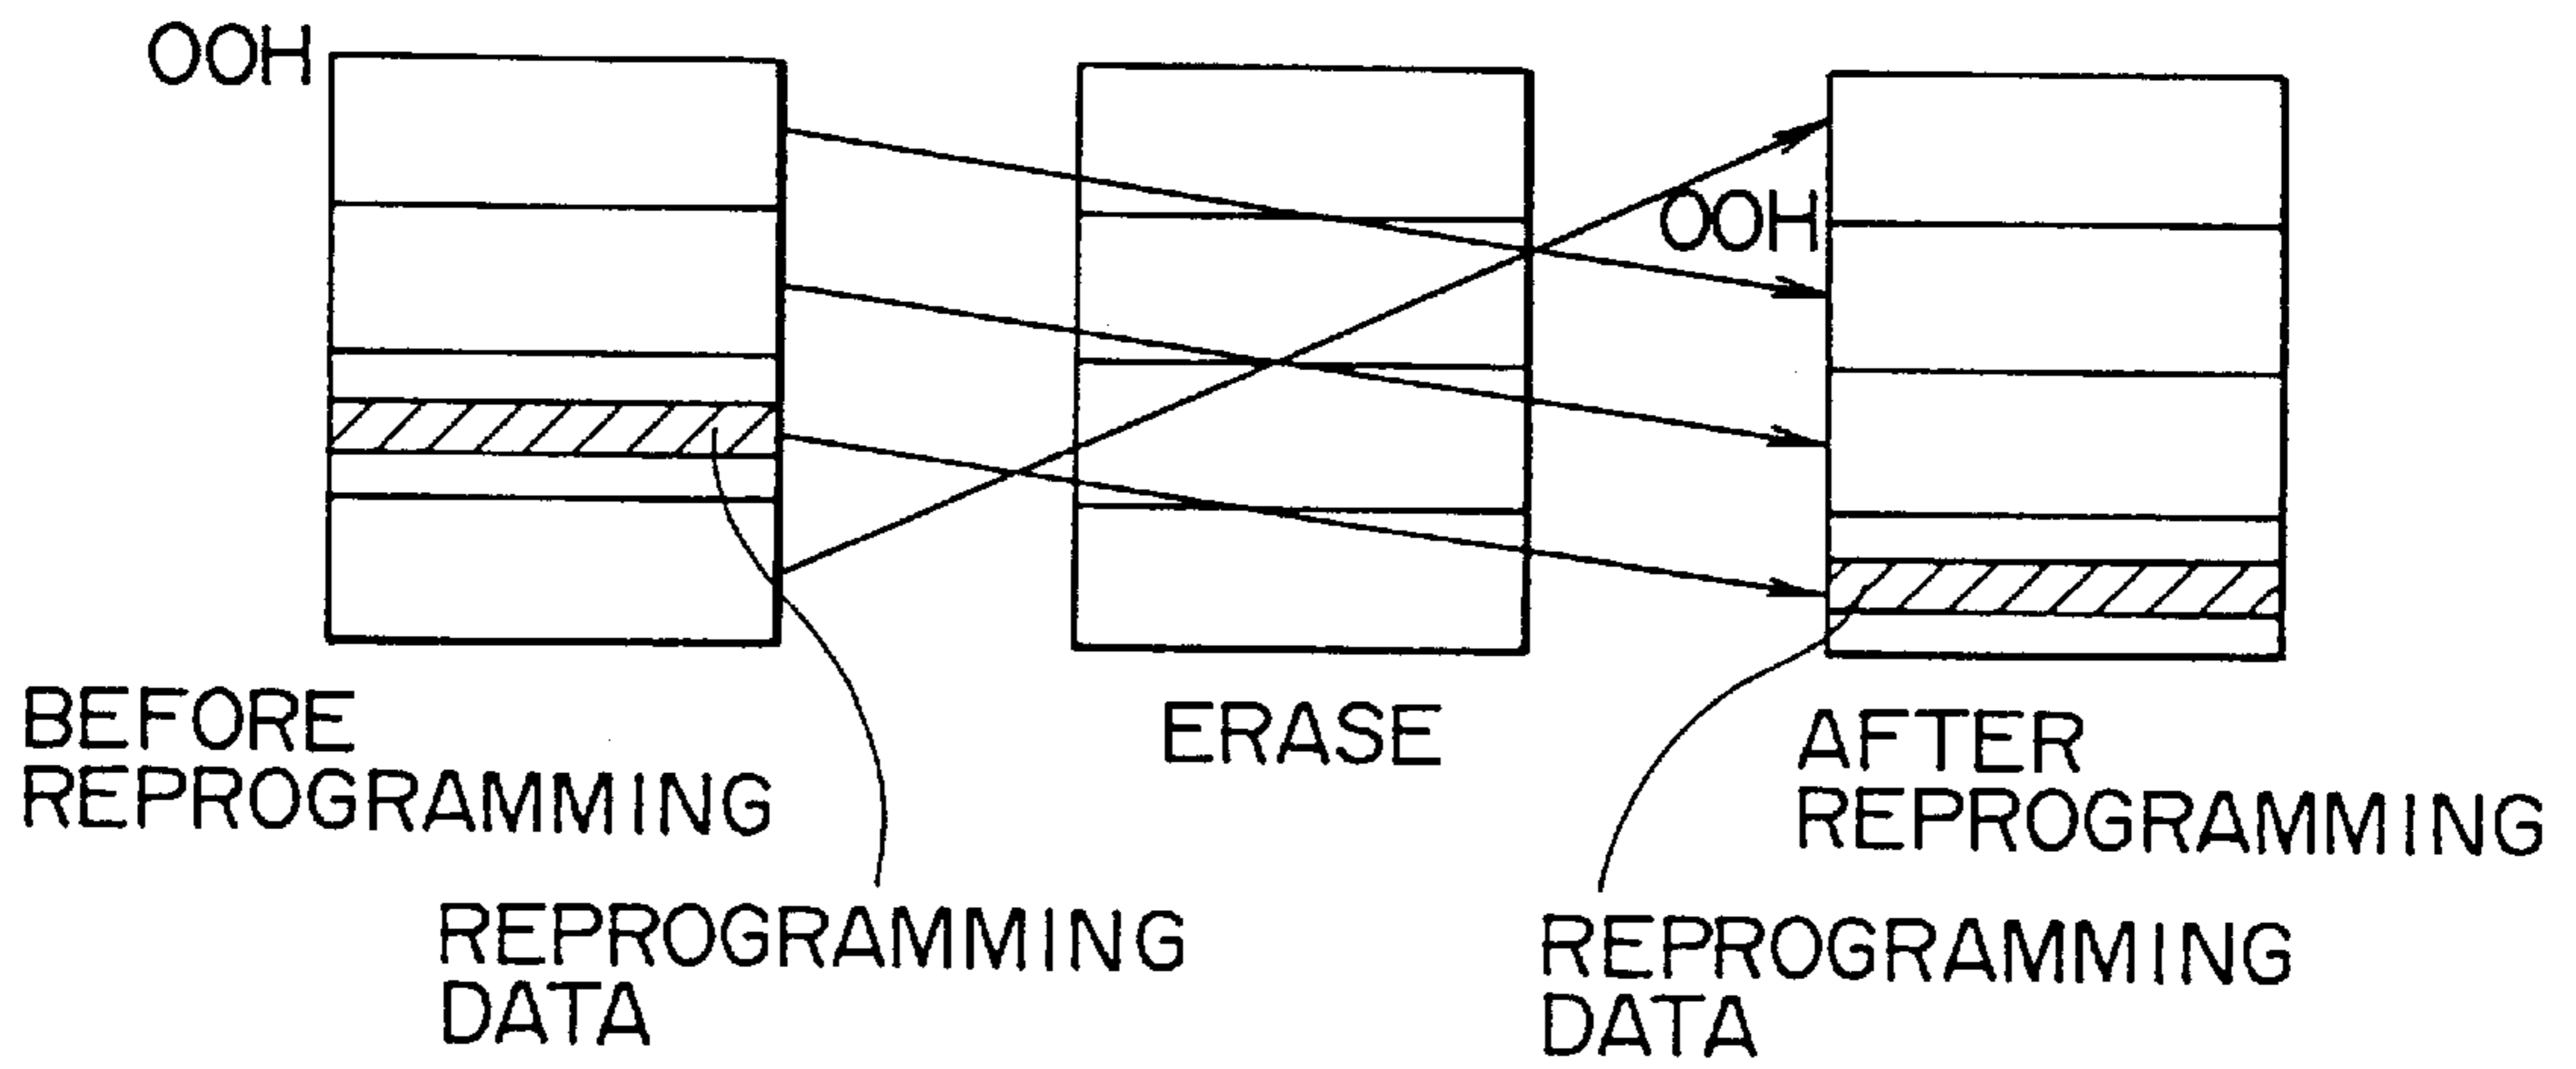 OOH
OOH
BEFORE
REPROGRAMMING
ERASE
AFTER
REPROGRAMMING
REPROGRAMMING
DATA
REPROGRAMMING
DATA